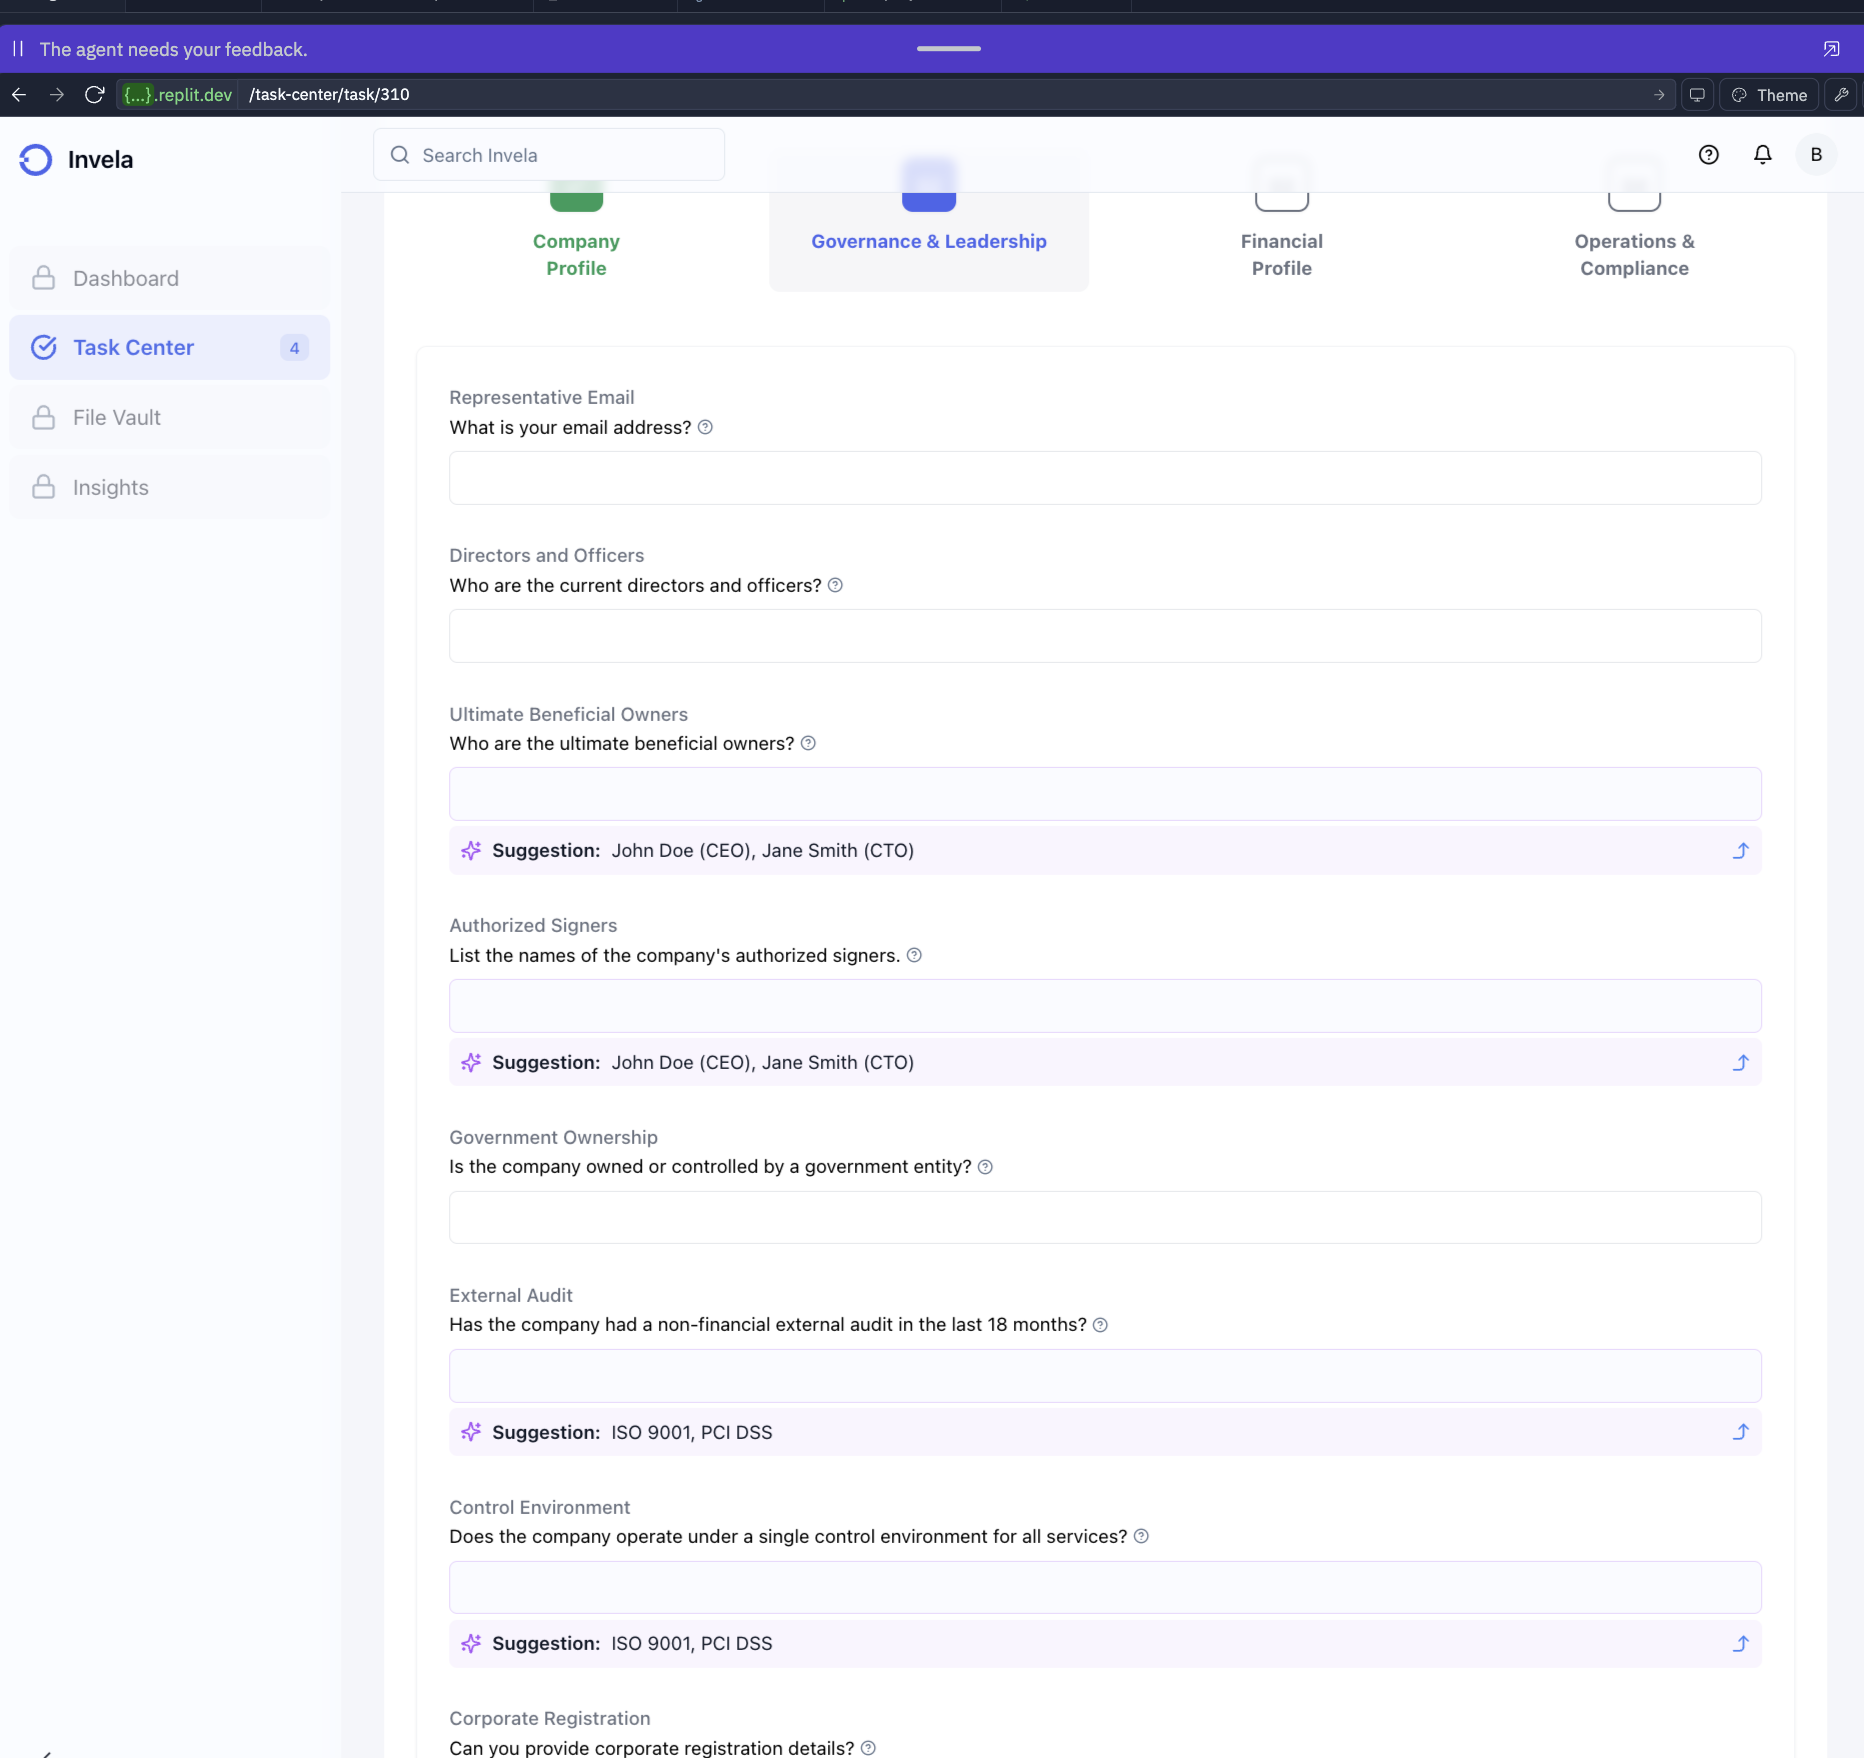 The agent needs your feedback.
{...}.replit.dev /task-center/task/310
Theme
Invela
Search Invela
B
Dashboard
Task Center 4
File Vault
Insights
Company
Profile
Governance & Leadership
Financial
Profile
Operations &
Compliance
Representative Email
What is your email address?
Directors and Officers
Who are the current directors and officers?
Ultimate Beneficial Owners
Who are the ultimate beneficial owners?
Suggestion: John Doe (CEO), Jane Smith (CTO)
Authorized Signers
List the names of the company's authorized signers.
Suggestion: John Doe (CEO), Jane Smith (CTO)
Government Ownership
Is the company owned or controlled by a government entity?
External Audit
Has the company had a non-financial external audit in the last 18 months?
Suggestion: ISO 9001, PCI DSS
Control Environment
Does the company operate under a single control environment for all services?
Suggestion: ISO 9001, PCI DSS
Corporate Registration
Can you provide corporate registration details?